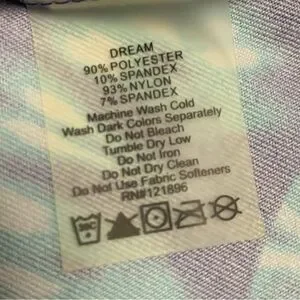 DREAM
90% POLYESTER
10% SPANDEX
93% NYLON
7% SPANDEX
Machine Wash Cold
Wash Dark Colors Separately
Do Not Bleach
Tumble Dry Low
Do Not Iron
Do Not Dry Clean
Do Not Use Fabric Softeners
RN#121896